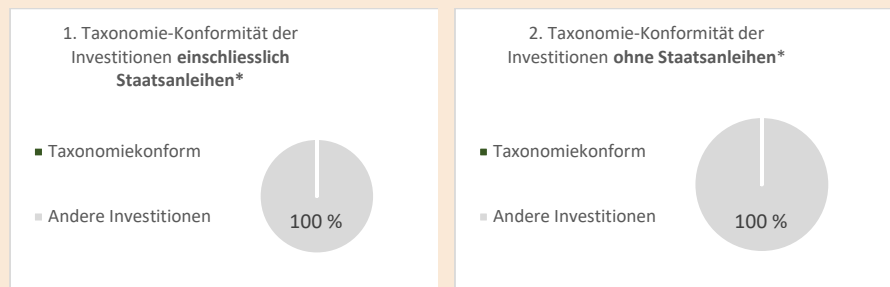 1. Taxonomie-Konformität der
Investitionen einschliesslich
Staatsanleihen*
Taxonomiekonform
Andere Investitionen
100 %
2. Taxonomie-Konformität der
Investitionen ohne Staatsanleihen*
Taxonomiekonform
Andere Investitionen
100 %